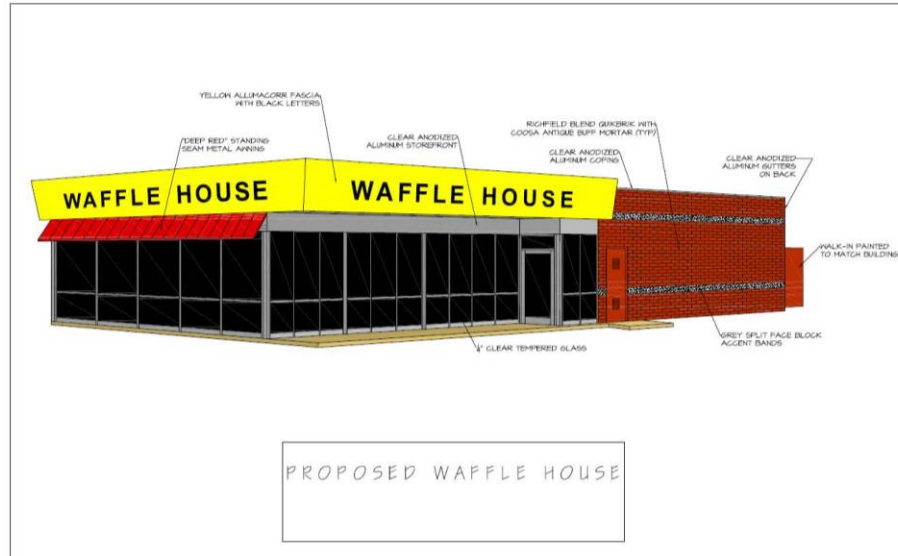 YELLOW ALLUMACORR FASCIA
WITH BLACK LETTERS
"DEEP RED" STANDING
SEAM METAL AWNING
CLEAR ANODIZED
ALUMINUM STOREFRONT
RICHFIELD BLEND QUIKBRIK WITH
COOSA ANTIQUE BUFF MORTAR (TYP)
CLEAR ANODIZED
ALUMINUM COPING
CLEAR ANODIZED
ALUMINUM GUTTERS
ON BACK
WAFFLE HOUSE
WAFFLE HOUSE
WALK-IN PAINTED
TO MATCH BUILDING
GREY SPLIT FACE BLOCK
ACCENT BANDS
CLEAR TEMPERED GLASS
PROPOSED WAFFLE HOUSE